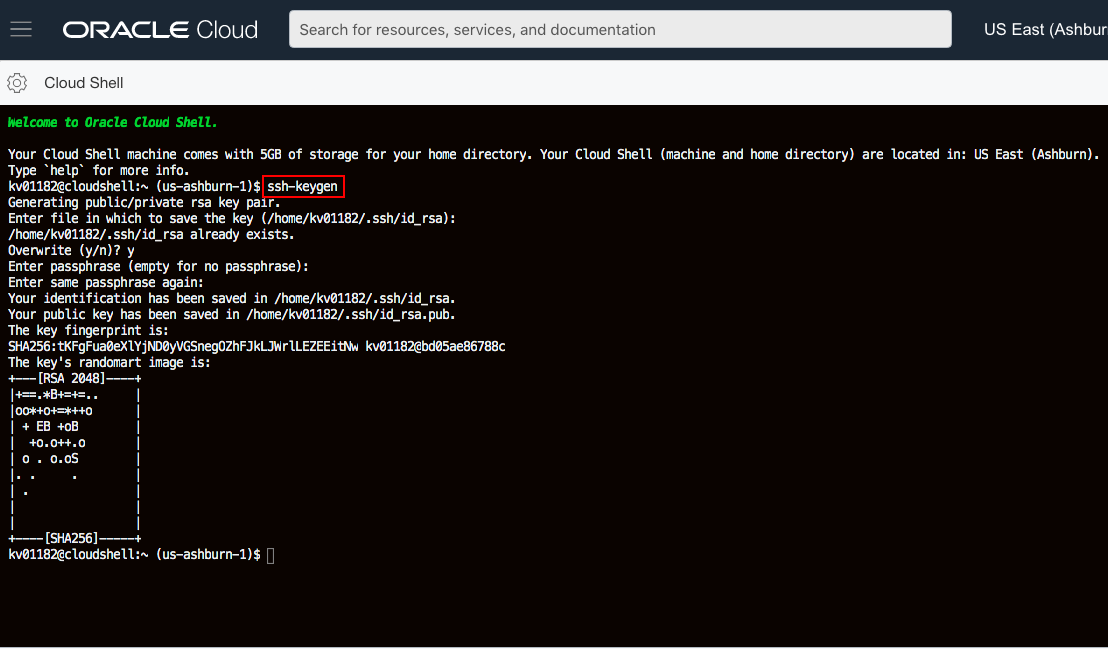 ORACLE Cloud
Search for resources, services, and documentation
US East (Ashbur
Cloud Shell
Welcome to Oracle Cloud Shell.
Your Cloud Shell machine comes with 5GB of storage for your home directory. Your Cloud Shell (machine and home directory) are located in: US East (Ashburn).
Type `help` for more info.
kv01182@cloudshell:~ (us-ashburn-1)$ ssh-keygen
Generating public/private rsa key pair.
Enter file in which to save the key (/home/kv01182/.ssh/id_rsa):
/home/kv01182/.ssh/id_rsa already exists.
Overwrite (y/n)? y
Enter passphrase (empty for no passphrase):
Enter same passphrase again:
Your identification has been saved in /home/kv01182/.ssh/id_rsa.
Your public key has been saved in /home/kv01182/.ssh/id_rsa.pub.
The key fingerprint is:
SHA256:tKFgFua0eXlYjND0yVGSnegOZhFJkLJWrlLEZEEitNw kv01182@bd05ae86788c
The key's randomart image is:
+---[RSA 2048]----+
|+==.*B+=+=..     |
|oo*+o+=*++o      |
| + EB +oB        |
|  +o.o++.o       |
| o . o.oS        |
|. .     .        |
| .               |
|                 |
|                 |
+----[SHA256]-----+
kv01182@cloudshell:~ (us-ashburn-1)$